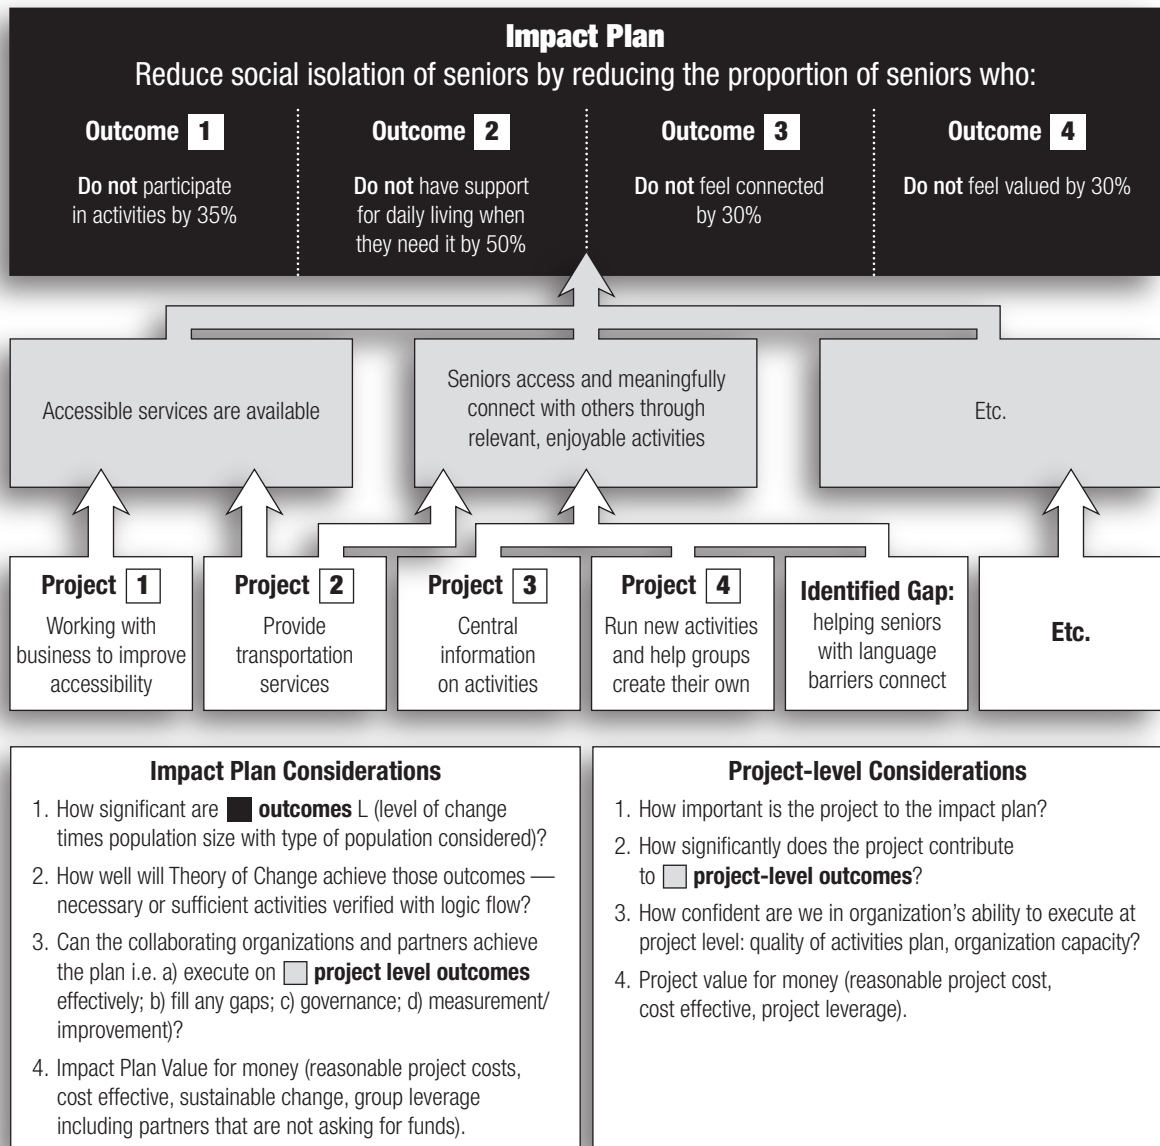 Impact Plan
Reduce social isolation of seniors by reducing the proportion of seniors who:
Outcome 1
Do not participate
in activities by 35%
Outcome 2
Do not have support
for daily living when
they need it by 50%
Outcome 3
Do not feel connected
by 30%
Outcome 4
Do not feel valued by 30%
Accessible services are available
Seniors access and meaningfully
connect with others through
relevant, enjoyable activities
Etc.
Project 1
Working with
business to improve
accessibility
Project 2
Provide
transportation
services
Project 3
Central
information
on activities
Project 4
Run new activities
and help groups
create their own
Identified Gap:
helping seniors
with language
barriers connect
Etc.
Impact Plan Considerations
1. How significant are outcomes L (level of change
times population size with type of population considered)?
2. How well will Theory of Change achieve those outcomes —
necessary or sufficient activities verified with logic flow?
3. Can the collaborating organizations and partners achieve
the plan i.e. a) execute on project level outcomes
effectively; b) fill any gaps; c) governance; d) measurement/
improvement)?
4. Impact Plan Value for money (reasonable project costs,
cost effective, sustainable change, group leverage
including partners that are not asking for funds).
Project-level Considerations
1. How important is the project to the impact plan?
2. How significantly does the project contribute
to project-level outcomes?
3. How confident are we in organization's ability to execute at
project level: quality of activities plan, organization capacity?
4. Project value for money (reasonable project cost,
cost effective, project leverage).